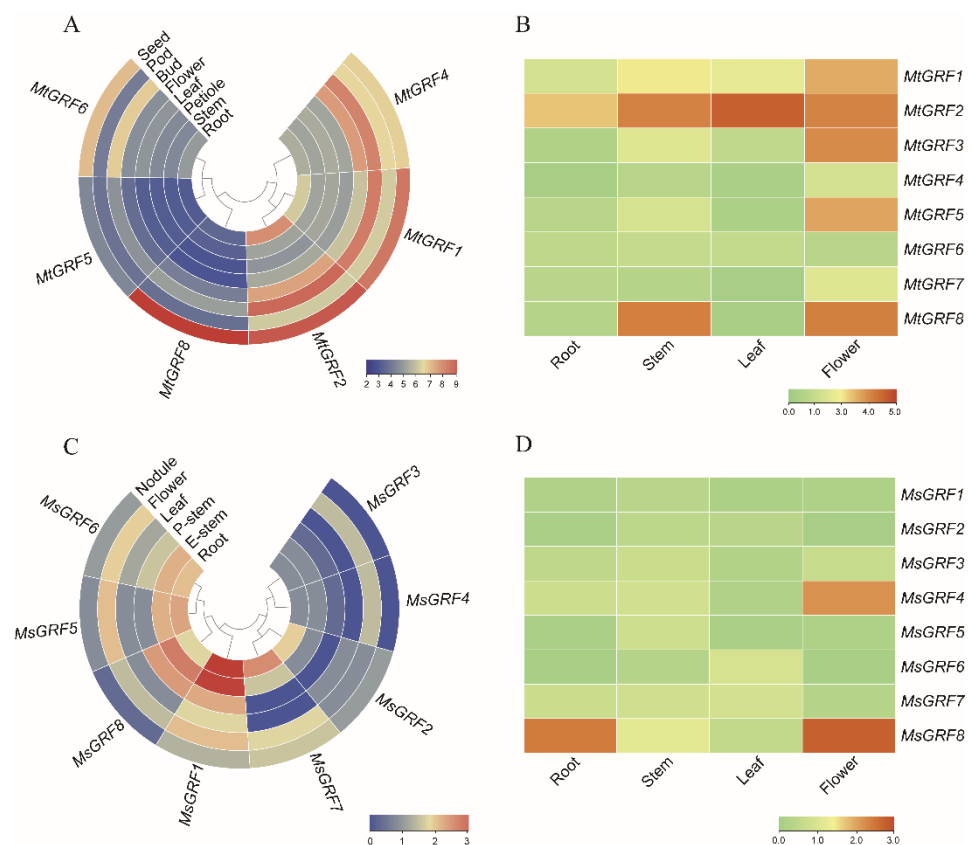 A
Seed
Pod
Bud
Flower
Leaf
Petiole
Stem
Root
MtGRF6
MtGRF5
MtGRF8
MtGRF2
MtGRF1
MtGRF4
2 3 4 5 6 7 8 9
B
MtGRF1
MtGRF2
MtGRF3
MtGRF4
MtGRF5
MtGRF6
MtGRF7
MtGRF8
Root Stem Leaf Flower
0.0 1.0 3.0 4.0 5.0
C
Nodule
Flower
Leaf
P-stem
E-stem
Root
MsGRF6
MsGRF5
MsGRF8
MsGRF1
MsGRF7
MsGRF2
MsGRF4
MsGRF3
0 1 2 3
D
MsGRF1
MsGRF2
MsGRF3
MsGRF4
MsGRF5
MsGRF6
MsGRF7
MsGRF8
Root Stem Leaf Flower
0.0 1.0 2.0 3.0